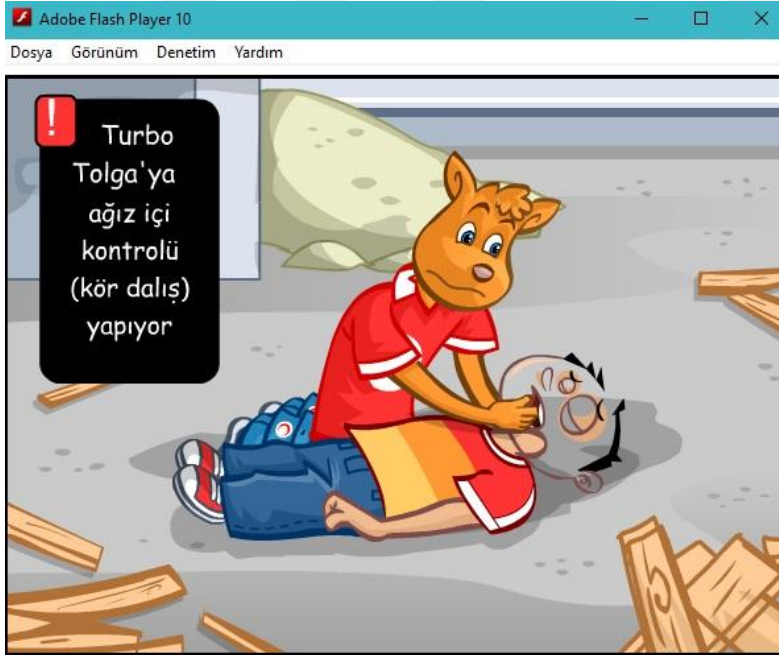 Adobe Flash Player 10
Dosya Görünüm Denetim Yardım
!
Turbo
Tolga'ya
ağız içi
kontrolü
(kör dalış)
yapıyor